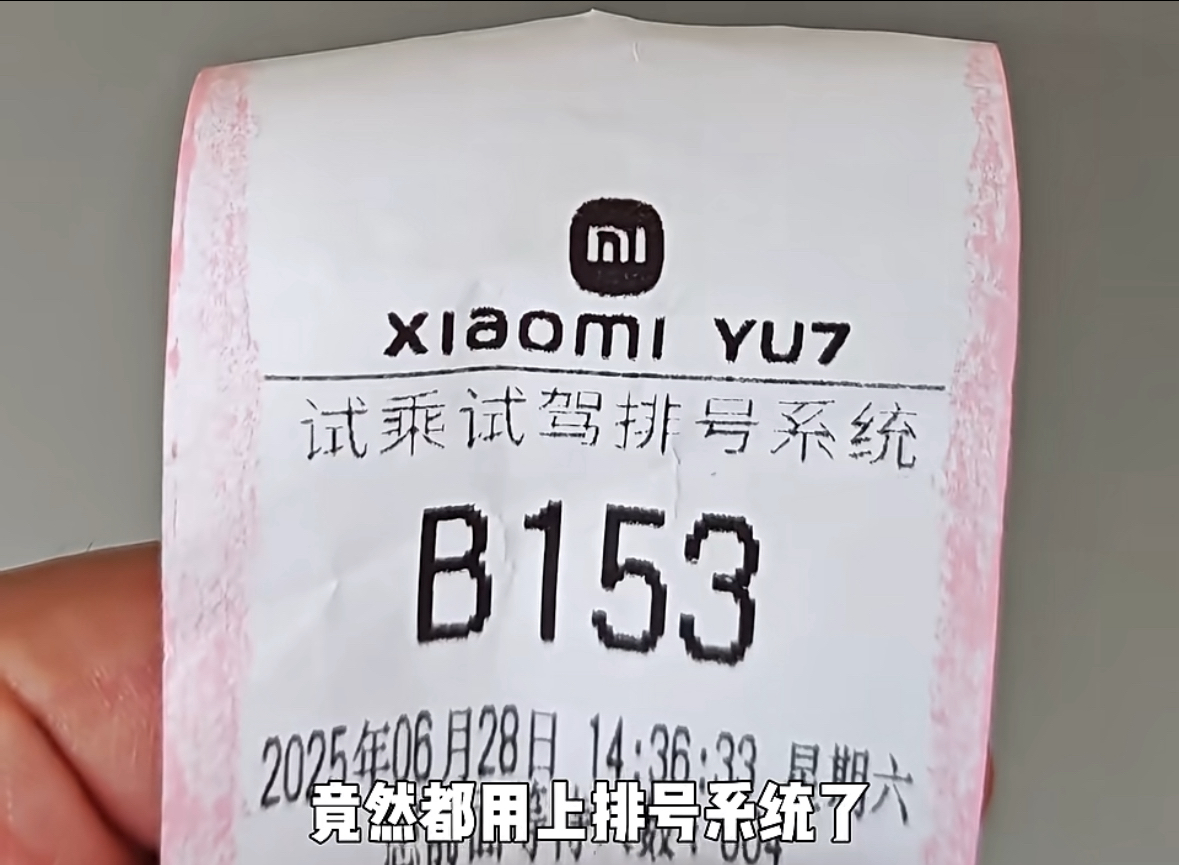 mi
xiaomi YU7
试乘试驾排号系统
B153
2025年06月28日 14:36:33 星期六
竟然都用上排号系统了